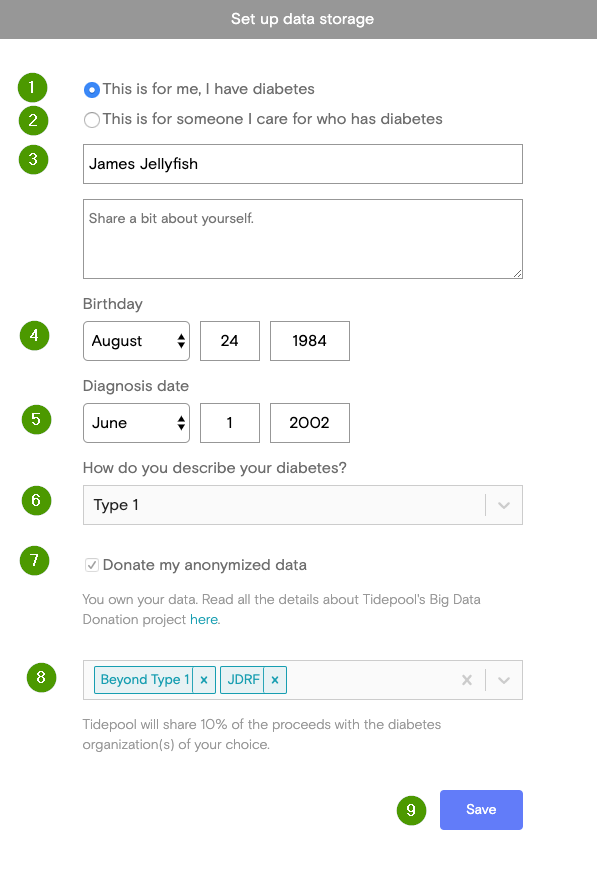 Set up data storage
1 This is for me, I have diabetes
2 This is for someone I care for who has diabetes
3 James Jellyfish
Share a bit about yourself.
Birthday
4 August 24 1984
Diagnosis date
5 June 1 2002
How do you describe your diabetes?
6 Type 1
7 Donate my anonymized data
You own your data. Read all the details about Tidepool's Big Data
Donation project here.
8 Beyond Type 1 x JDRF x
Tidepool will share 10% of the proceeds with the diabetes
organization(s) of your choice.
9 Save